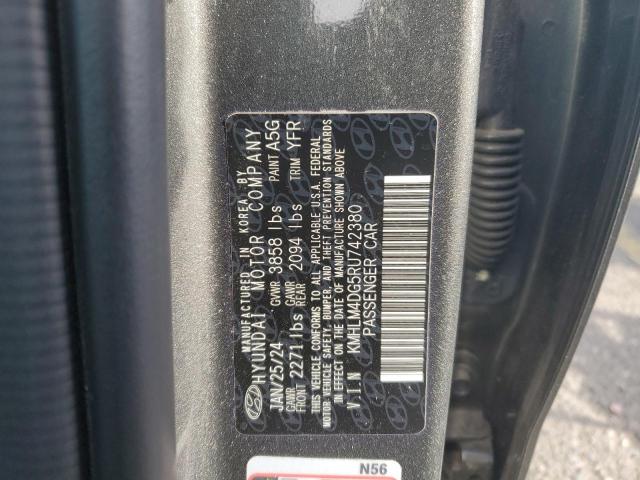 MANUFACTURED IN KOREA BY
HYUNDAI MOTOR COMPANY
JAN/25/24 GVWR 3858 lbs PAINT A5G
GAWR FRONT 2271 lbs GAWR REAR 2094 lbs TRIM YFR
THIS VEHICLE CONFORMS TO ALL APPLICABLE U.S.A. FEDERAL
MOTOR VEHICLE SAFETY, BUMPER, AND THEFT PREVENTION STANDARDS
IN EFFECT ON THE DATE OF MANUFACTURE SHOWN ABOVE
V I N KMHLM4DG5RU742380
PASSENGER CAR
N56